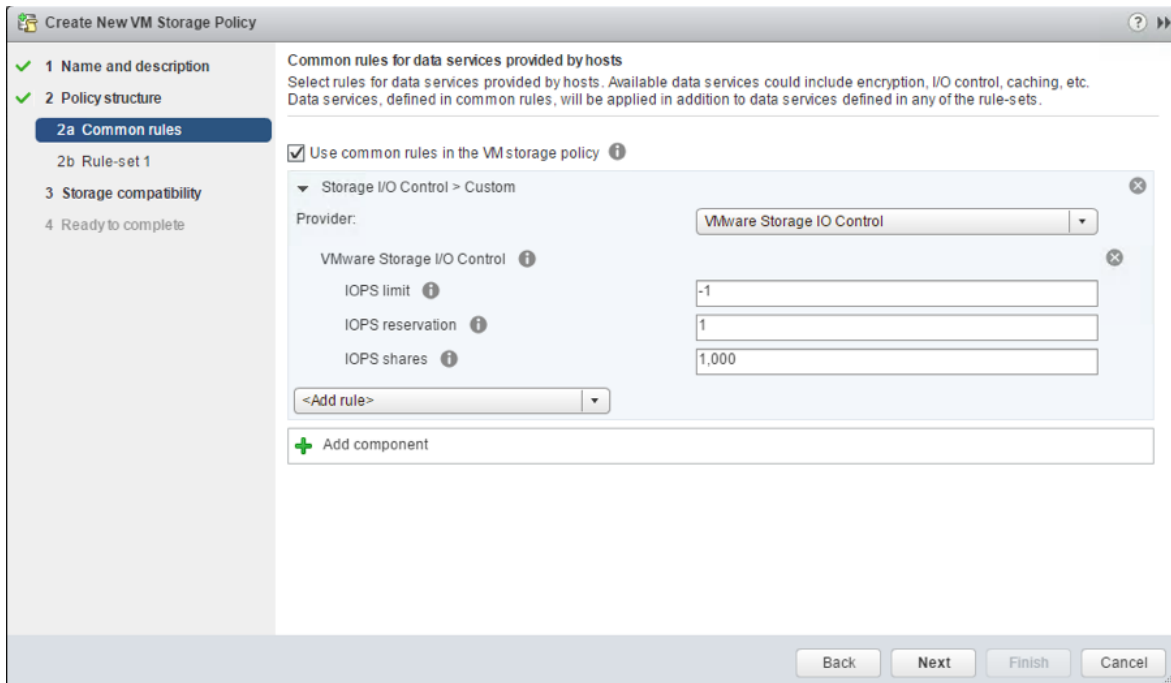 Create New VM Storage Policy
1 Name and description
2 Policy structure
2a Common rules
2b Rule-set 1
3 Storage compatibility
4 Ready to complete
Common rules for data services provided by hosts
Select rules for data services provided by hosts. Available data services could include encryption, I/O control, caching, etc.
Data services, defined in common rules, will be applied in addition to data services defined in any of the rule-sets.
Use common rules in the VM storage policy
Storage I/O Control > Custom
Provider: VMware Storage IO Control
VMware Storage I/O Control
IOPS limit -1
IOPS reservation 1
IOPS shares 1,000
<Add rule>
Add component
Back Next Finish Cancel